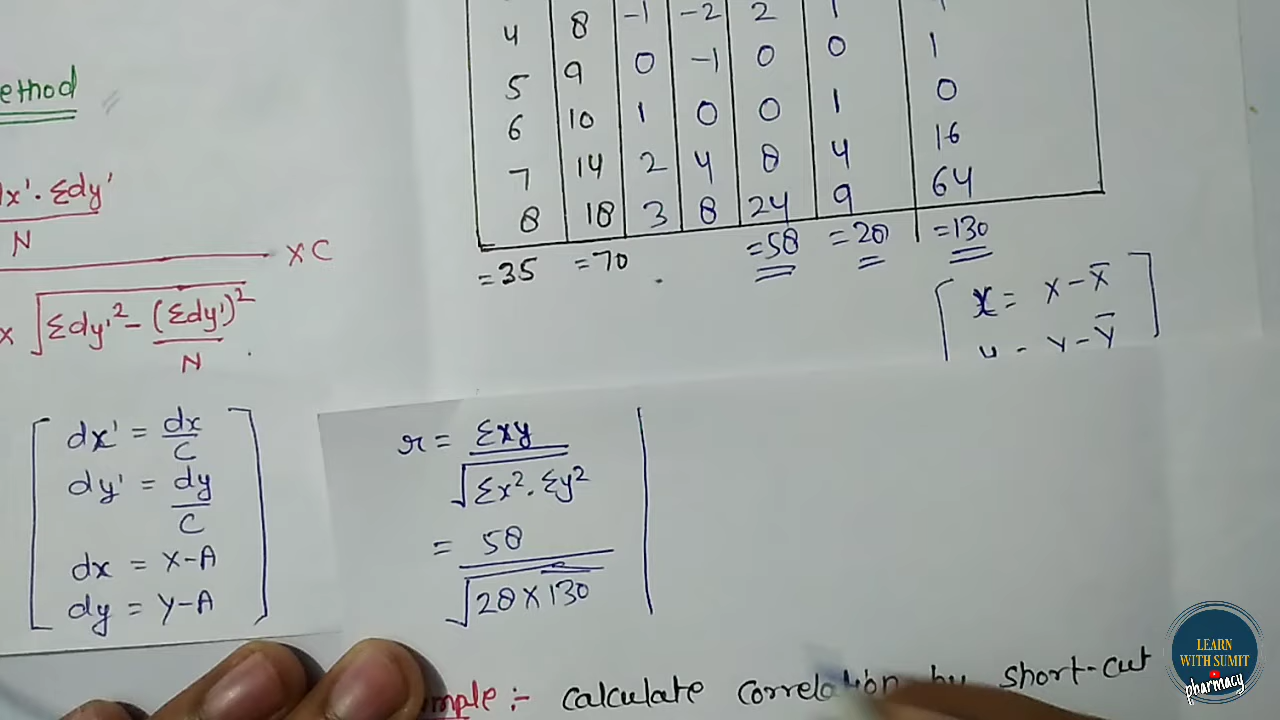 ethod
dx'. Σdy'
N
× C
× √Σdy'² - (Σdy')²
N
dx' = dx
C
dy' = dy
C
dx = X-A
dy = Y-A
4 8 -1 -2 2 1
5 9 0 -1 0 0 1
6 10 1 0 0 1 0
7 14 2 4 8 4 16
8 18 3 8 24 9 64
=35 =70 =58 =28 =130
x = X - X̄
y = Y - Ȳ
r = Σxy
√Σx². Σy²
= 58
√28×130
mple :- Calculate Correlation by Short-Cut
LEARN
WITH SUMIT
pharmacy